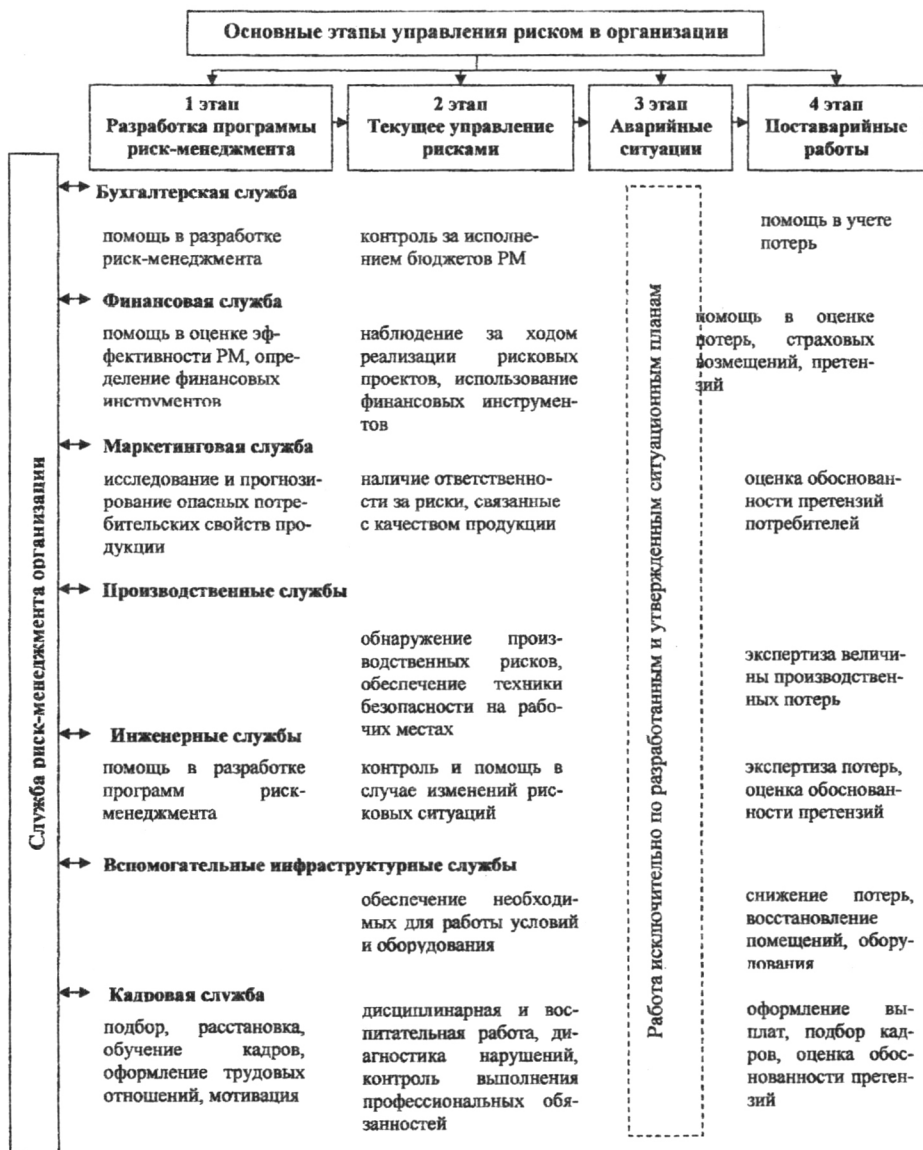 Основные этапы управления риском в организации
1 этап
Разработка программы
риск-менеджмента
2 этап
Текущее управление
рисками
3 этап
Аварийные
ситуации
4 этап
Поставарийные
работы
Служба риск-менеджмента организации
Бухгалтерская служба
помощь в разработке
риск-менеджмента
контроль за исполне-
нием бюджетов РМ
помощь в учете
потерь
Финансовая служба
помощь в оценке эф-
фективности РМ, опре-
деление финансовых
инструментов
наблюдение за ходом
реализации рисковых
проектов, использование
финансовых инструмен-
тов
помощь в оценке
потерь, страховых
возмещений, претен-
зий
Маркетинговая служба
исследование и прогнози-
рование опасных потре-
бительских свойств про-
дукции
наличие ответственно-
сти за риски, связанные
с качеством продукции
оценка обоснован-
ности претензий
потребителей
Производственные службы
обнаружение произ-
водственных рисков,
обеспечение техники
безопасности на рабо-
чих местах
экспертиза величи-
ны производствен-
ных потерь
Инженерные службы
помощь в разработке
программ риск-
менеджмента
контроль и помощь в
случае изменений рис-
ковых ситуаций
экспертиза потерь,
оценка обоснован-
ности претензий
Вспомогательные инфраструктурные службы
обеспечение необходи-
мых для работы условий
и оборудования
снижение потерь,
восстановление
помещений, обору-
дования
Кадровая служба
подбор, расстановка,
обучение кадров,
оформление трудовых
отношений, мотивация
дисциплинарная и вос-
питательная работа, ди-
агностика нарушений,
контроль выполнения
профессиональных обя-
занностей
оформление вы-
плат, подбор кад-
ров, оценка обос-
нованности претен-
зий
Работа исключительно по разработанным и утвержденным ситуационным планам